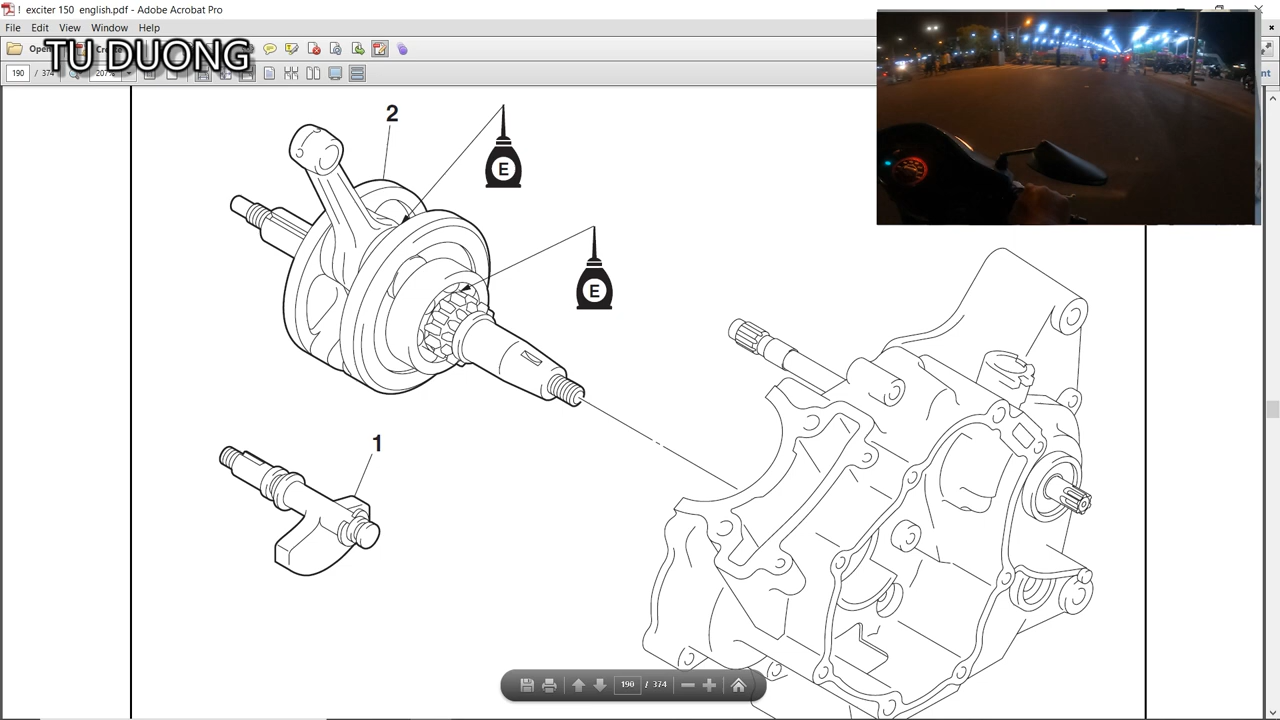 ! exciter 150 english.pdf - Adobe Acrobat Pro
File Edit View Window Help
Open
TU DUONG
190 / 374
207%
2
E
E
1
190 / 374